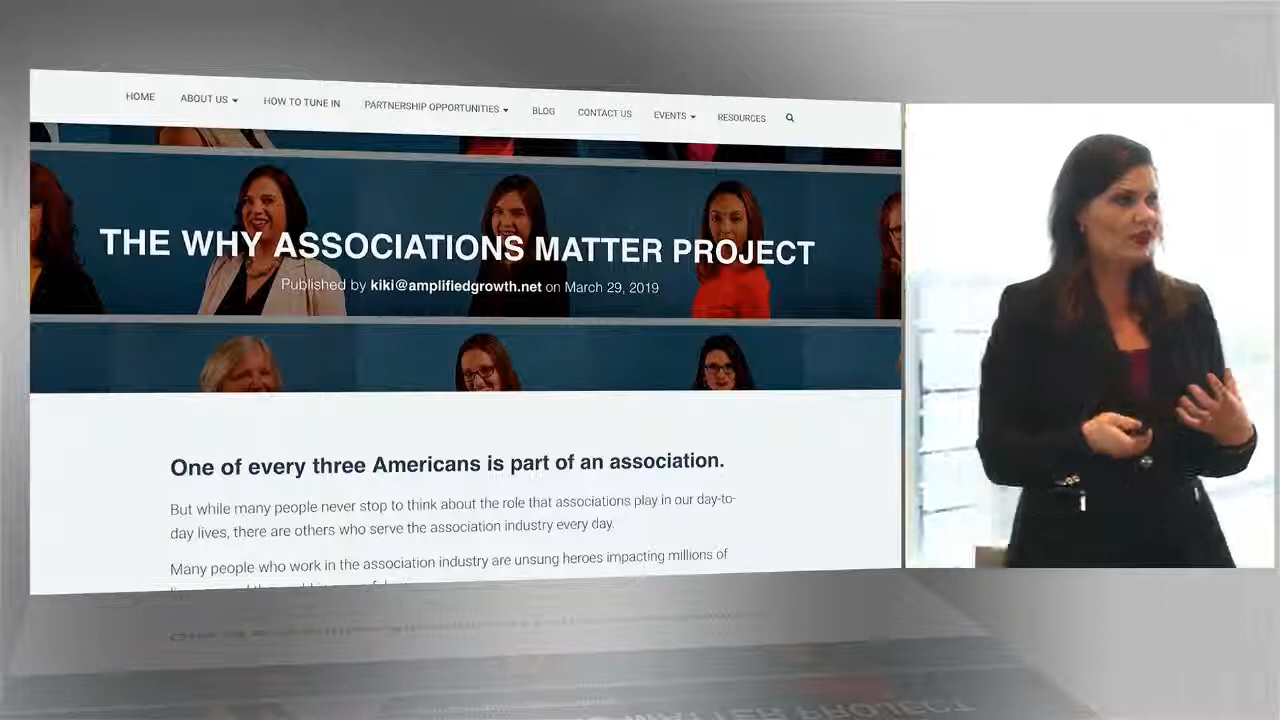 HOME ABOUT US HOW TO TUNE IN PARTNERSHIP OPPORTUNITIES BLOG CONTACT US EVENTS RESOURCES
THE WHY ASSOCIATIONS MATTER PROJECT
Published by kiki@amplifiedgrowth.net on March 29, 2019
One of every three Americans is part of an association.
But while many people never stop to think about the role that associations play in our day-to-
day lives, there are others who serve the association industry every day.
Many people who work in the association industry are unsung heroes impacting millions of